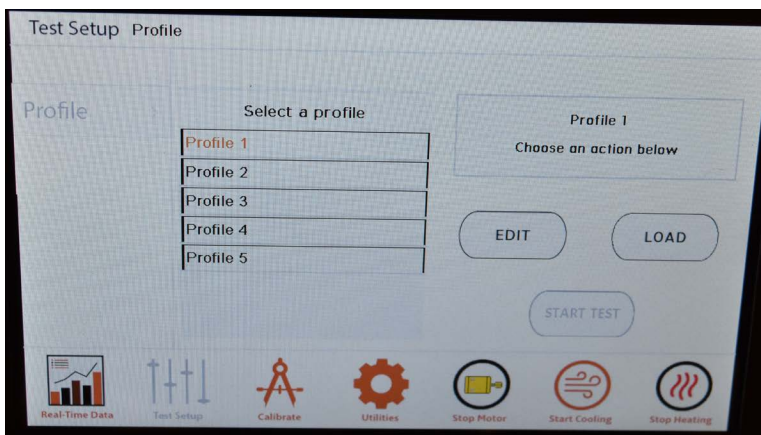 Test Setup Profile
Profile
Select a profile
Profile 1
Profile 2
Profile 3
Profile 4
Profile 5
Profile 1
Choose an action below
EDIT
LOAD
START TEST
Real-Time Data
Test Setup
Calibrate
Utilities
Stop Motor
Start Cooling
Stop Heating